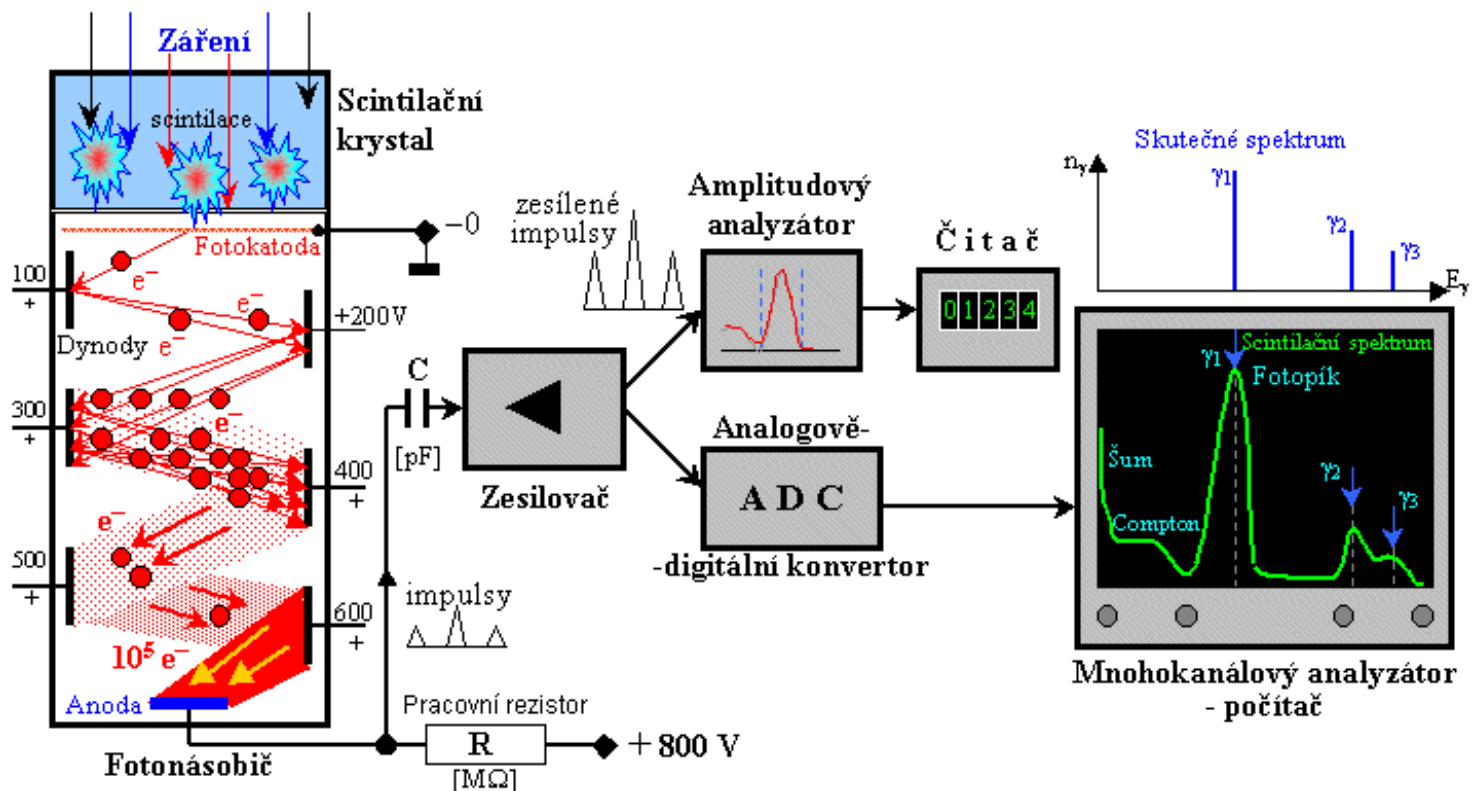 Záření
scintilace
Scintilační
krystal
Fotokatoda
−0
100
+
e−
e−
e−
+200V
Dynody
300
+
e−
400
+
e−
500
+
600
+
10⁵ e−
Anoda
Fotonásobič
impulsy
Pracovní rezistor
R
[MΩ]
+ 800 V
C
[pF]
zesílené
impulsy
Zesilovač
Amplitudový
analyzátor
Čitač
01234
Analogově-
ADC
-digitální konvertor
Skutečné spektrum
nγ
γ1
γ2
γ3
Eγ
Scintilační spektrum
γ1
Fotopík
Šum
Compton
γ2
γ3
Mnohokanálový analyzátor
- počítač